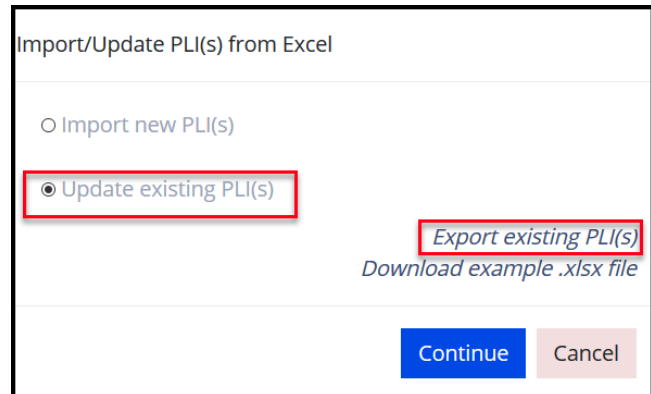 Import/Update PLI(s) from Excel
Import new PLI(s)
Update existing PLI(s)
Export existing PLI(s)
Download example .xlsx file
Continue Cancel